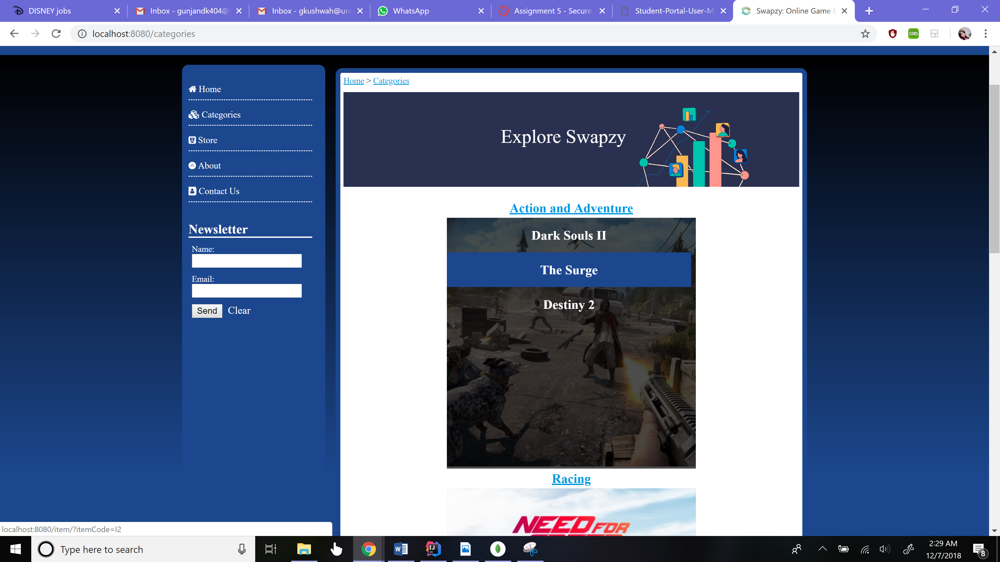 DISNEY jobs
Inbox - gunjandk404@
Inbox - gkushwah@un
WhatsApp
Assignment 5 - Secure
Student-Portal-User-M
Swapzy: Online Game
localhost:8080/categories
CORS
Home
Categories
Store
About
Contact Us
Newsletter
Name:
Email:
Send Clear
Home > Categories
Explore Swapzy
Action and Adventure
Dark Souls II
The Surge
Destiny 2
Racing
NEED FOR
localhost:8080/item/?itemCode=I2
Type here to search
W
IJ
2:29 AM
12/7/2018
8